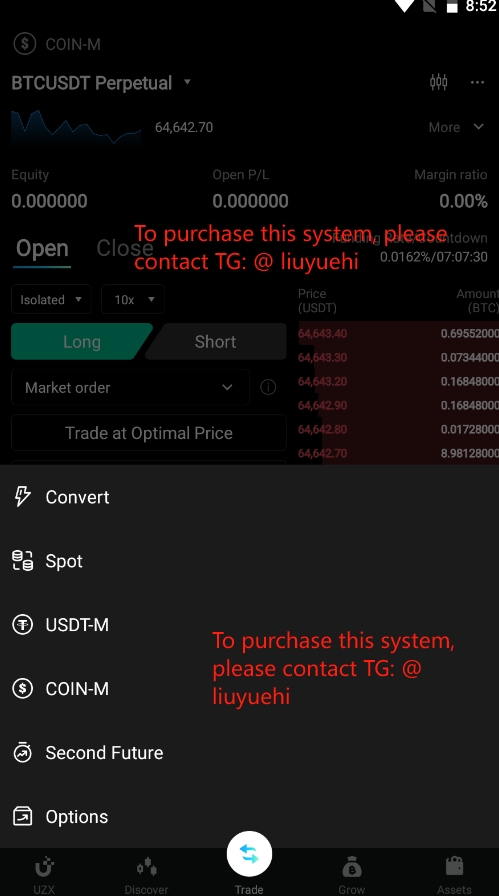 8:52
COIN-M
BTCUSDT Perpetual
64,642.70
More
Equity Open P/L Margin ratio
0.000000 0.000000 0.00%
To purchase this system, please
contact TG: @ liuyuehi
Open Close
Funding Rate/Countdown
0.0162%/07:07:30
Isolated 10x
Price Amount
(USDT) (BTC)
Long Short
64,643.40 0.69552000
64,643.30 0.07344000
Market order
64,643.20 0.16848000
64,642.90 0.16848000
Trade at Optimal Price
64,642.80 0.01728000
64,642.70 8.98128000
Convert
Spot
USDT-M
To purchase this system,
please contact TG: @
liuyuehi
COIN-M
Second Future
Options
UZX Discover Trade Grow Assets